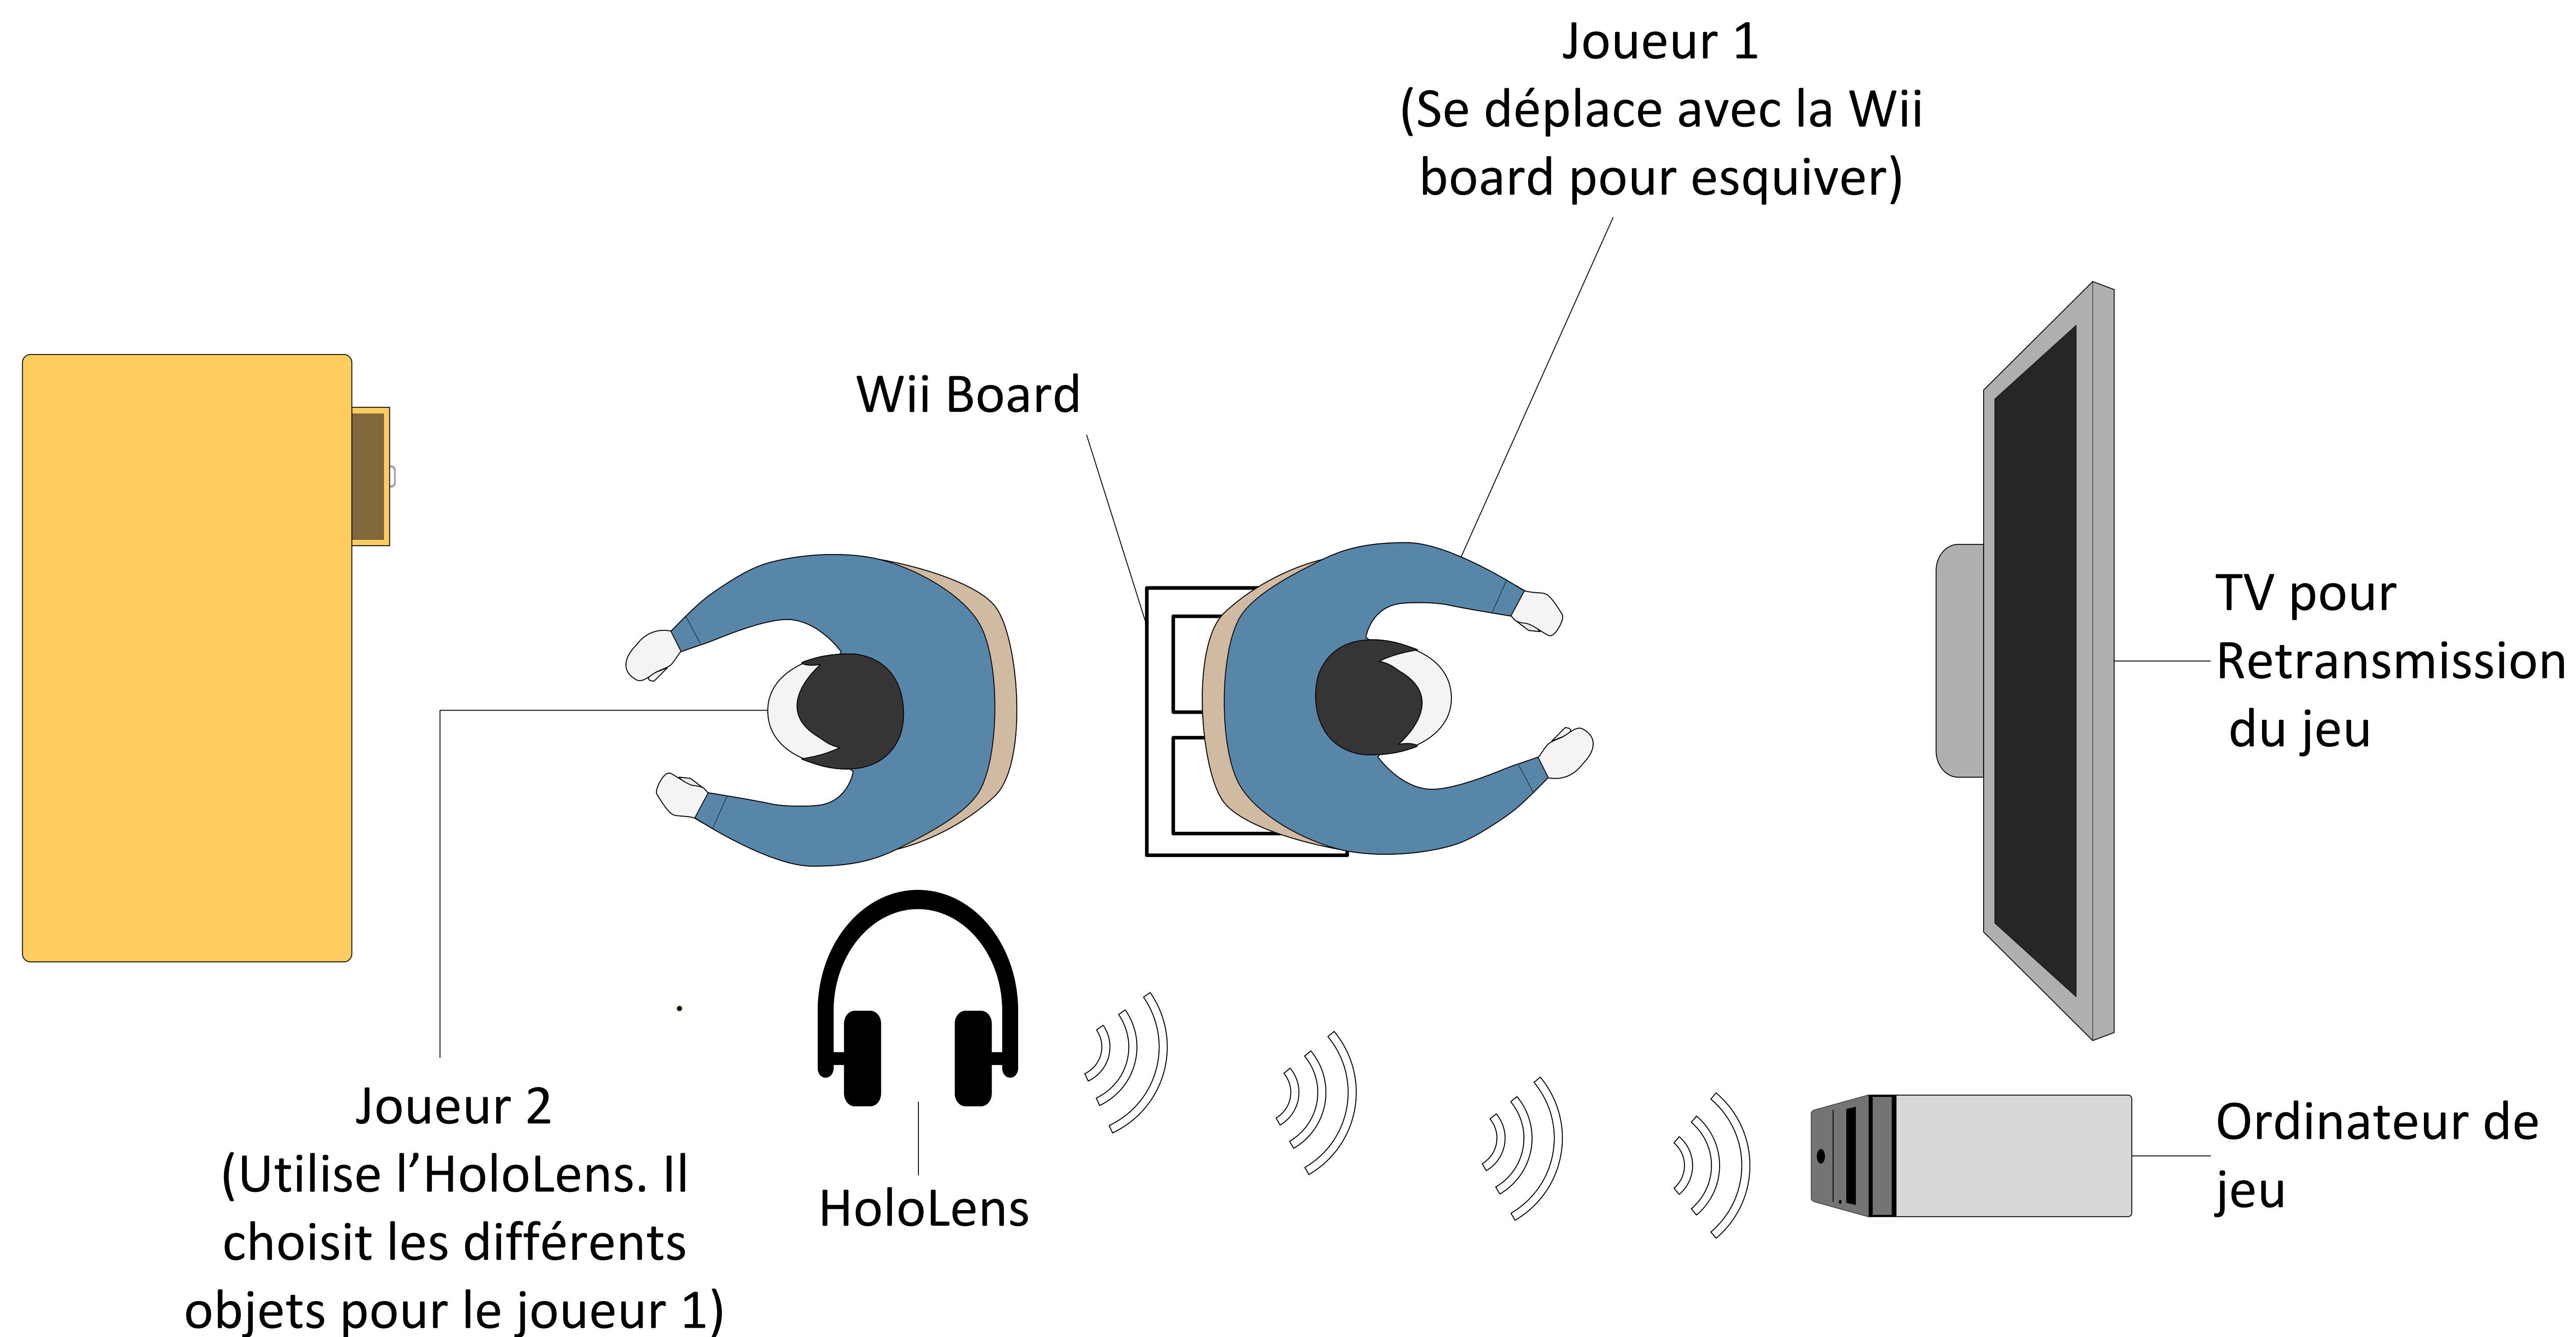 Joueur 1
(Se déplace avec la Wii
board pour esquiver)
Wii Board
TV pour
Retransmission
du jeu
Joueur 2
(Utilise l’HoloLens. Il
choisit les différents
objets pour le joueur 1)
HoloLens
Ordinateur de
jeu